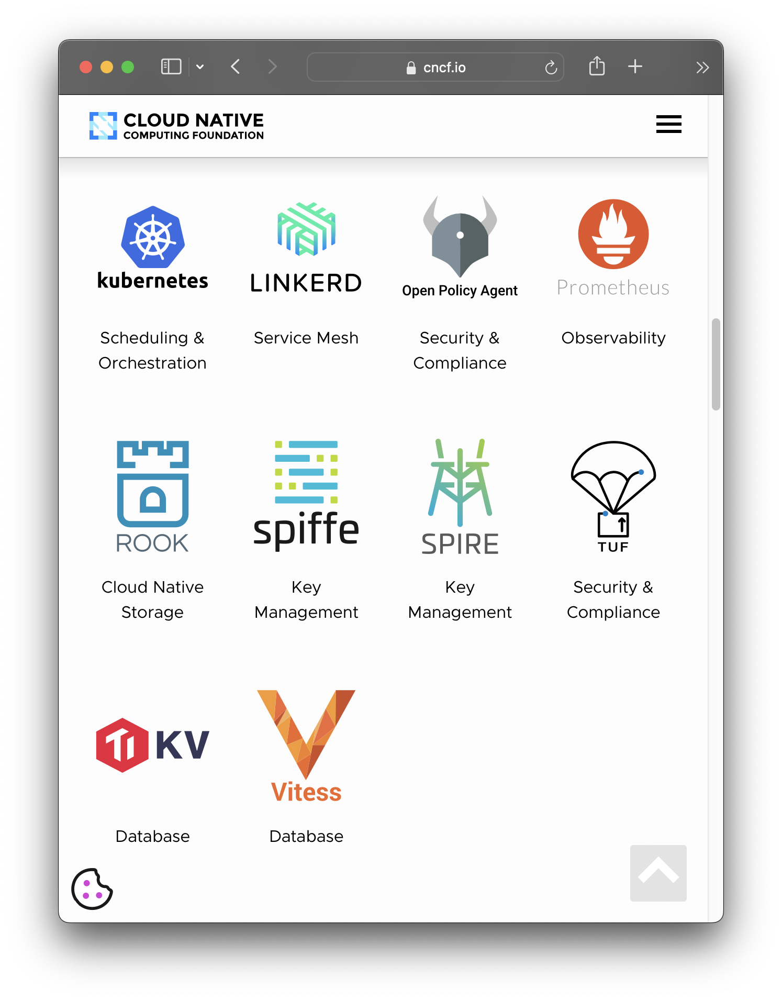 cncf.io
CLOUD NATIVE
COMPUTING FOUNDATION
kubernetes
LINKERD
Open Policy Agent
Prometheus
Scheduling &
Orchestration
Service Mesh
Security &
Compliance
Observability
ROOK
spiffe
SPIRE
TUF
Cloud Native
Storage
Key
Management
Key
Management
Security &
Compliance
TiKV
Vitess
Database
Database